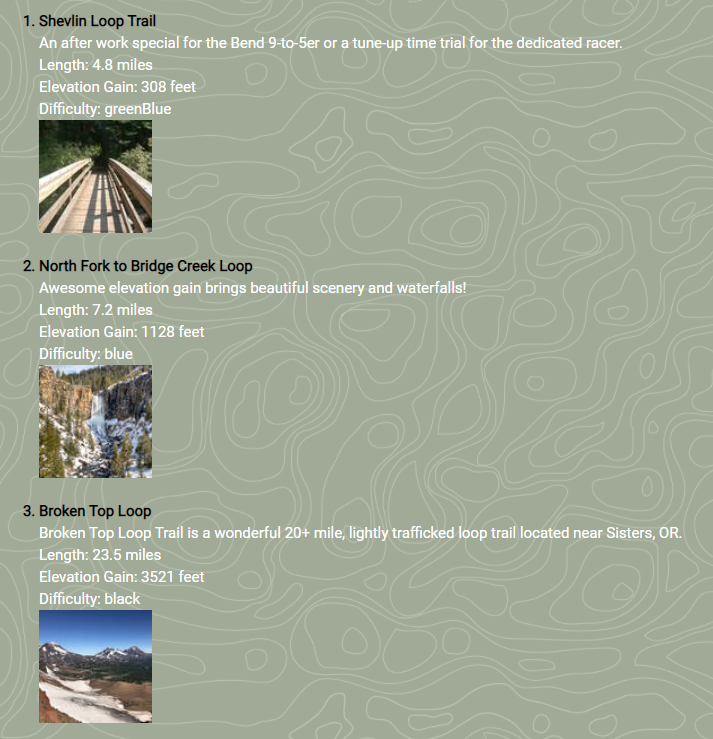 1. Shevlin Loop Trail
An after work special for the Bend 9-to-5er or a tune-up time trial for the dedicated racer.
Length: 4.8 miles
Elevation Gain: 308 feet
Difficulty: greenBlue
2. North Fork to Bridge Creek Loop
Awesome elevation gain brings beautiful scenery and waterfalls!
Length: 7.2 miles
Elevation Gain: 1128 feet
Difficulty: blue
3. Broken Top Loop
Broken Top Loop Trail is a wonderful 20+ mile, lightly trafficked loop trail located near Sisters, OR.
Length: 23.5 miles
Elevation Gain: 3521 feet
Difficulty: black